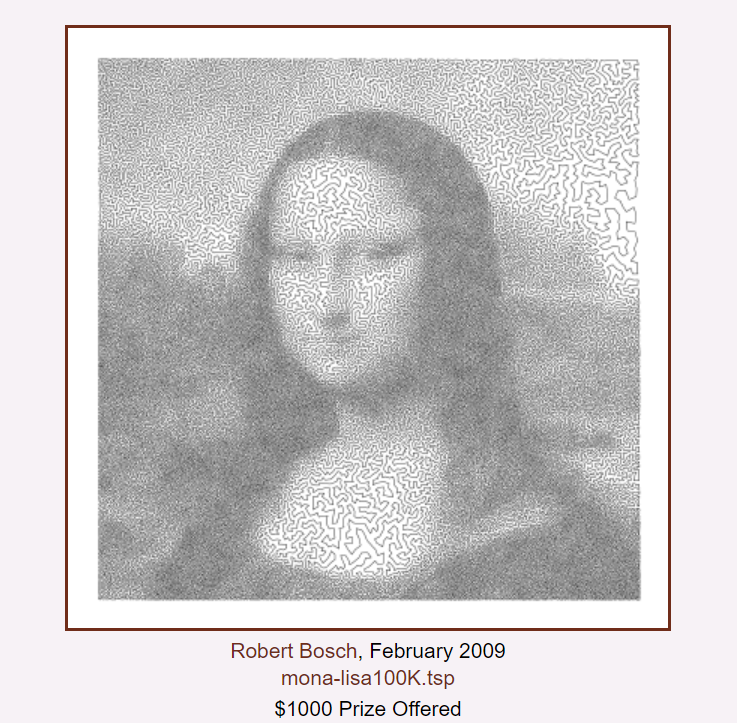 Robert Bosch, February 2009
mona-lisa100K.tsp
$1000 Prize Offered